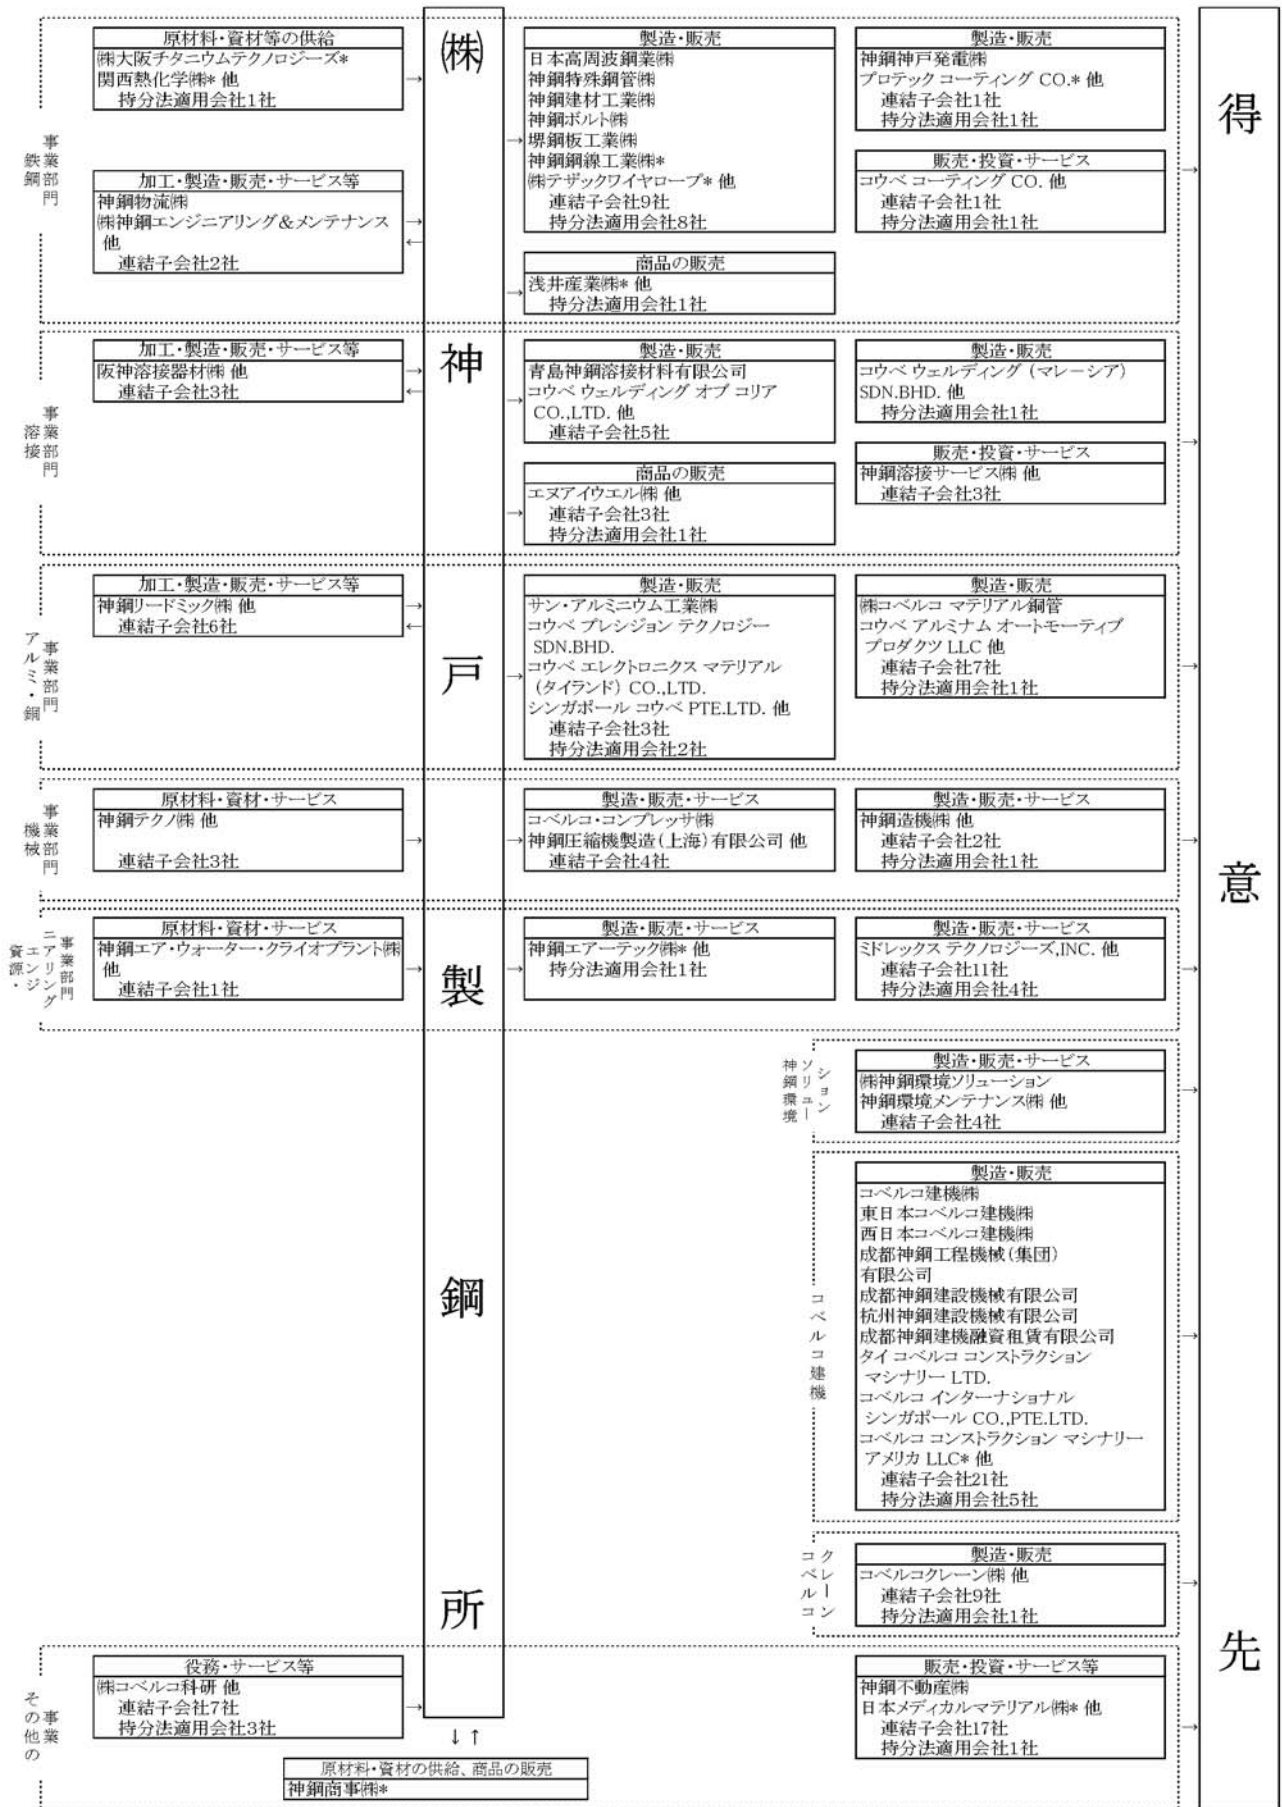 ㈱神戸製鋼所
得意先
鉄鋼事業部門
原材料・資材等の供給
㈱大阪チタニウムテクノロジーズ*
関西熱化学㈱* 他
持分法適用会社1社
加工・製造・販売・サービス等
神鋼物流㈱
㈱神鋼エンジニアリング&メンテナンス
他
連結子会社2社
製造・販売
日本高周波鋼業㈱
神鋼特殊鋼管㈱
神鋼建材工業㈱
神鋼ボルト㈱
堺鋼板工業㈱
神鋼鋼線工業㈱*
㈱テザックワイヤロープ* 他
連結子会社9社
持分法適用会社8社
商品の販売
浅井産業㈱* 他
持分法適用会社1社
製造・販売
神鋼神戸発電㈱
プロテック コーティング CO.* 他
連結子会社1社
持分法適用会社1社
販売・投資・サービス
コウベ コーティング CO. 他
連結子会社1社
持分法適用会社1社
溶接事業部門
加工・製造・販売・サービス等
阪神溶接器材㈱ 他
連結子会社3社
製造・販売
青島神鋼溶接材料有限公司
コウベ ウェルディング オブ コリア
CO.,LTD. 他
連結子会社5社
商品の販売
エヌアイウエル㈱ 他
連結子会社3社
持分法適用会社1社
製造・販売
コウベ ウェルディング (マレーシア)
SDN.BHD. 他
持分法適用会社1社
販売・投資・サービス
神鋼溶接サービス㈱ 他
連結子会社3社
アルミ・銅事業部門
加工・製造・販売・サービス等
神鋼リードミック㈱ 他
連結子会社6社
製造・販売
サン・アルミニウム工業㈱
コウベ プレシジョン テクノロジー
SDN.BHD.
コウベ エレクトロニクス マテリアル
(タイランド) CO.,LTD.
シンガポール コウベ PTE.LTD. 他
連結子会社3社
持分法適用会社2社
製造・販売
㈱コベルコ マテリアル銅管
コウベ アルミナム オートモーティブ
プロダクツ LLC 他
連結子会社7社
持分法適用会社1社
機械事業部門
原材料・資材・サービス
神鋼テクノ㈱ 他
連結子会社3社
製造・販売・サービス
コベルコ・コンプレッサ㈱
神鋼圧縮機製造(上海)有限公司 他
連結子会社4社
製造・販売・サービス
神鋼造機㈱ 他
連結子会社2社
持分法適用会社1社
資源・エンジニアリング事業部門
原材料・資材・サービス
神鋼エア・ウォーター・クライオプラント㈱
他
連結子会社1社
製造・販売・サービス
神鋼エアーテック㈱* 他
持分法適用会社1社
製造・販売・サービス
ミドレックス テクノロジーズ,INC. 他
連結子会社11社
持分法適用会社4社
神鋼環境ソリューション
製造・販売・サービス
㈱神鋼環境ソリューション
神鋼環境メンテナンス㈱ 他
連結子会社4社
コベルコ建機
製造・販売
コベルコ建機㈱
東日本コベルコ建機㈱
西日本コベルコ建機㈱
成都神鋼工程機械(集団)
有限公司
成都神鋼建設機械有限公司
杭州神鋼建設機械有限公司
成都神鋼建機融資租賃有限公司
タイ コベルコ コンストラクション
マシナリー LTD.
コベルコ インターナショナル
シンガポール CO.,PTE.LTD.
コベルコ コンストラクション マシナリー
アメリカ LLC* 他
連結子会社21社
持分法適用会社5社
コベルコクレーン
製造・販売
コベルコクレーン㈱ 他
連結子会社9社
持分法適用会社1社
その他の事業
役務・サービス等
㈱コベルコ科研 他
連結子会社7社
持分法適用会社3社
販売・投資・サービス等
神鋼不動産㈱
日本メディカルマテリアル㈱* 他
連結子会社17社
持分法適用会社1社
原材料・資材の供給、商品の販売
神鋼商事㈱*